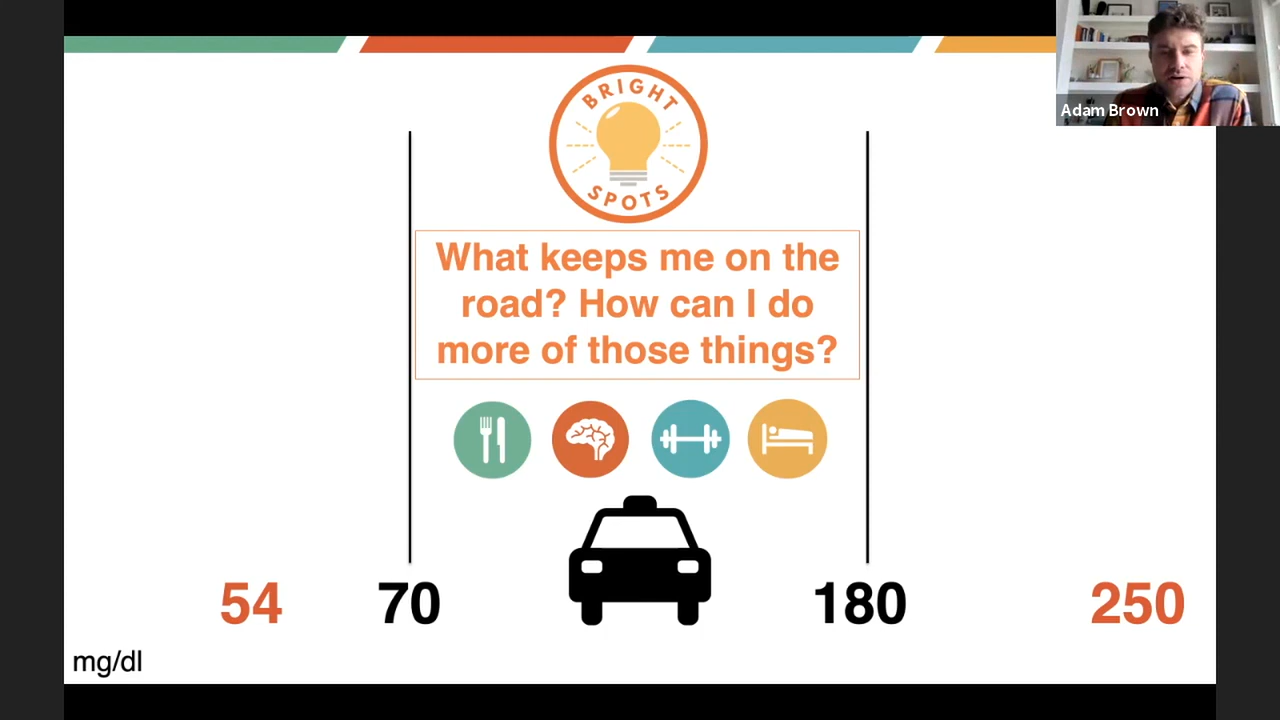 Adam Brown
BRIGHT
SPOTS
What keeps me on the
road? How can I do
more of those things?
54 70 180 250
mg/dl